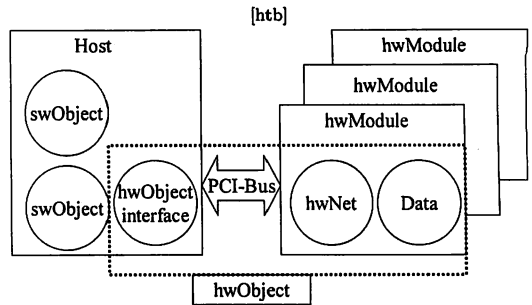 [htb]
Host
hwModule
hwModule
hwModule
swObject
swObject
hwObject
interface
PCI-Bus
hwNet
Data
hwObject